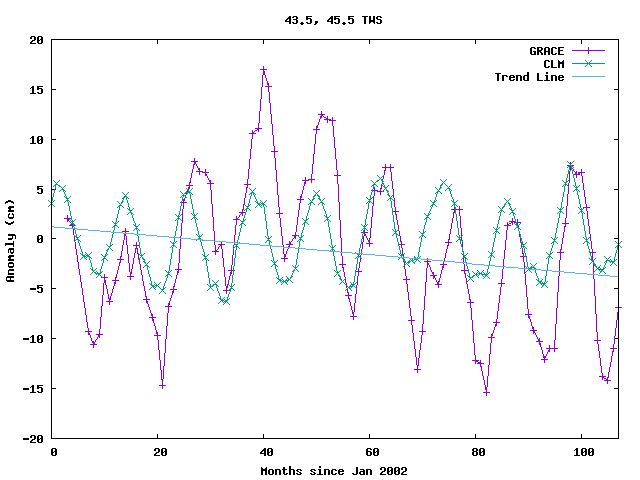 43.5, 45.5 TWS
GRACE
CLM
Trend Line
20
15
10
5
0
-5
-10
-15
-20
Anomaly (cm)
0 20 40 60 80 100
Months since Jan 2002